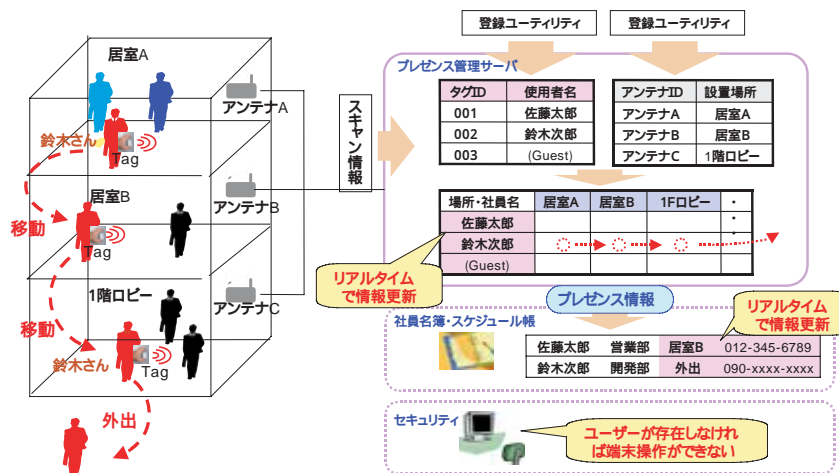 登録ユーティリティ
登録ユーティリティ
居室A
アンテナA
鈴木さん
Tag
居室B
アンテナB
移動
Tag
1階ロビー
アンテナC
移動
鈴木さん
Tag
外出
スキャン情報
プレゼンス管理サーバ
タグID 使用者名
001 佐藤太郎
002 鈴木次郎
003 (Guest)
アンテナID 設置場所
アンテナA 居室A
アンテナB 居室B
アンテナC 1階ロビー
場所・社員名 居室A 居室B 1Fロビー ・・・
佐藤太郎
鈴木次郎
(Guest)
リアルタイム
で情報更新
プレゼンス情報
リアルタイム
で情報更新
社員名簿・スケジュール帳
佐藤太郎 営業部 居室B 012-345-6789
鈴木次郎 開発部 外出 090-xxxx-xxxx
セキュリティ
ユーザーが存在しなけれ
ば端末操作ができない